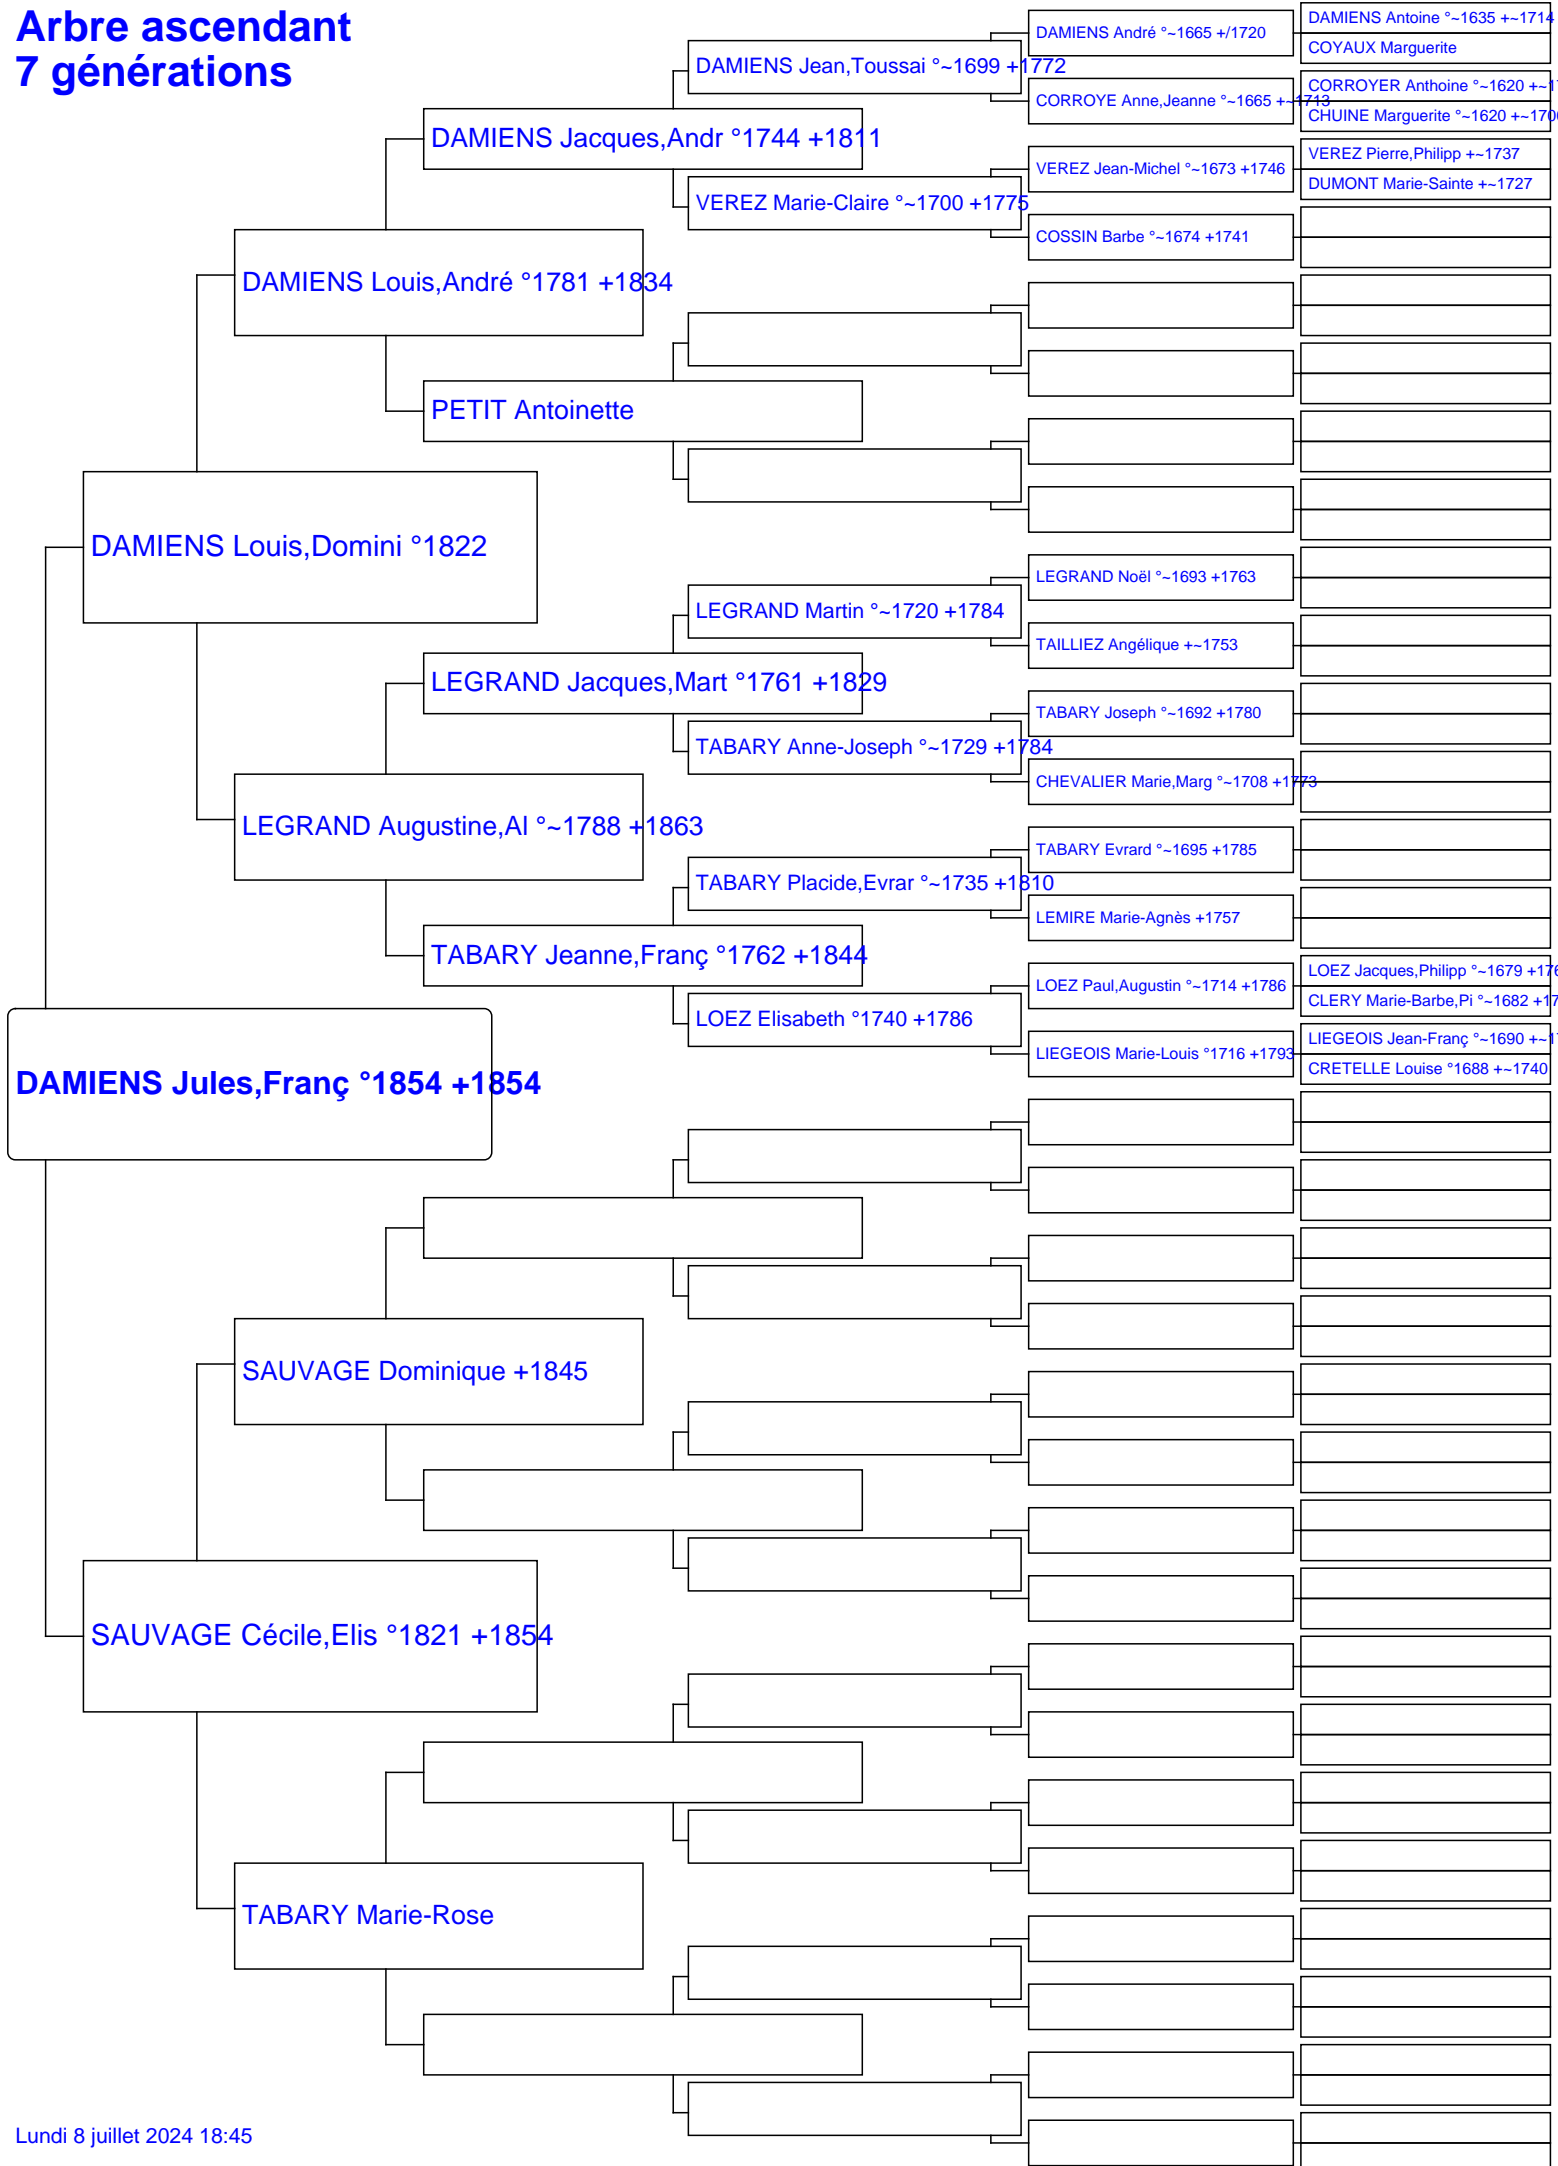 Arbre ascendant
7 générations
DAMIENS Jules,Franç °1854 +1854
DAMIENS Louis,Domini °1822
SAUVAGE Cécile,Elis °1821 +1854
DAMIENS Louis,André °1781 +1834
LEGRAND Augustine,Al °~1788 +1863
SAUVAGE Dominique +1845
TABARY Marie-Rose
DAMIENS Jacques,Andr °1744 +1811
PETIT Antoinette
LEGRAND Jacques,Mart °1761 +1829
TABARY Jeanne,Franç °1762 +1844
DAMIENS Jean,Toussai °~1699 +1772
VEREZ Marie-Claire °~1700 +1775
LEGRAND Martin °~1720 +1784
TABARY Anne-Joseph °~1729 +1784
TABARY Placide,Evrar °~1735 +1810
LOEZ Elisabeth °1740 +1786
DAMIENS André °~1665 +/1720
CORROYE Anne,Jeanne °~1665 +~1713
VEREZ Jean-Michel °~1673 +1746
COSSIN Barbe °~1674 +1741
LEGRAND Noël °~1693 +1763
TAILLIEZ Angélique +~1753
TABARY Joseph °~1692 +1780
CHEVALIER Marie,Marg °~1708 +1773
TABARY Evrard °~1695 +1785
LEMIRE Marie-Agnès +1757
LOEZ Paul,Augustin °~1714 +1786
LIEGEOIS Marie-Louis °1716 +1793
DAMIENS Antoine °~1635 +~1714
COYAUX Marguerite
CORROYER Anthoine °~1620 +~1
CHUINE Marguerite °~1620 +~170
VEREZ Pierre,Philipp +~1737
DUMONT Marie-Sainte +~1727
LOEZ Jacques,Philipp °~1679 +176
CLERY Marie-Barbe,Pi °~1682 +17
LIEGEOIS Jean-Franç °~1690 +~1
CRETELLE Louise °1688 +~1740
Lundi 8 juillet 2024 18:45